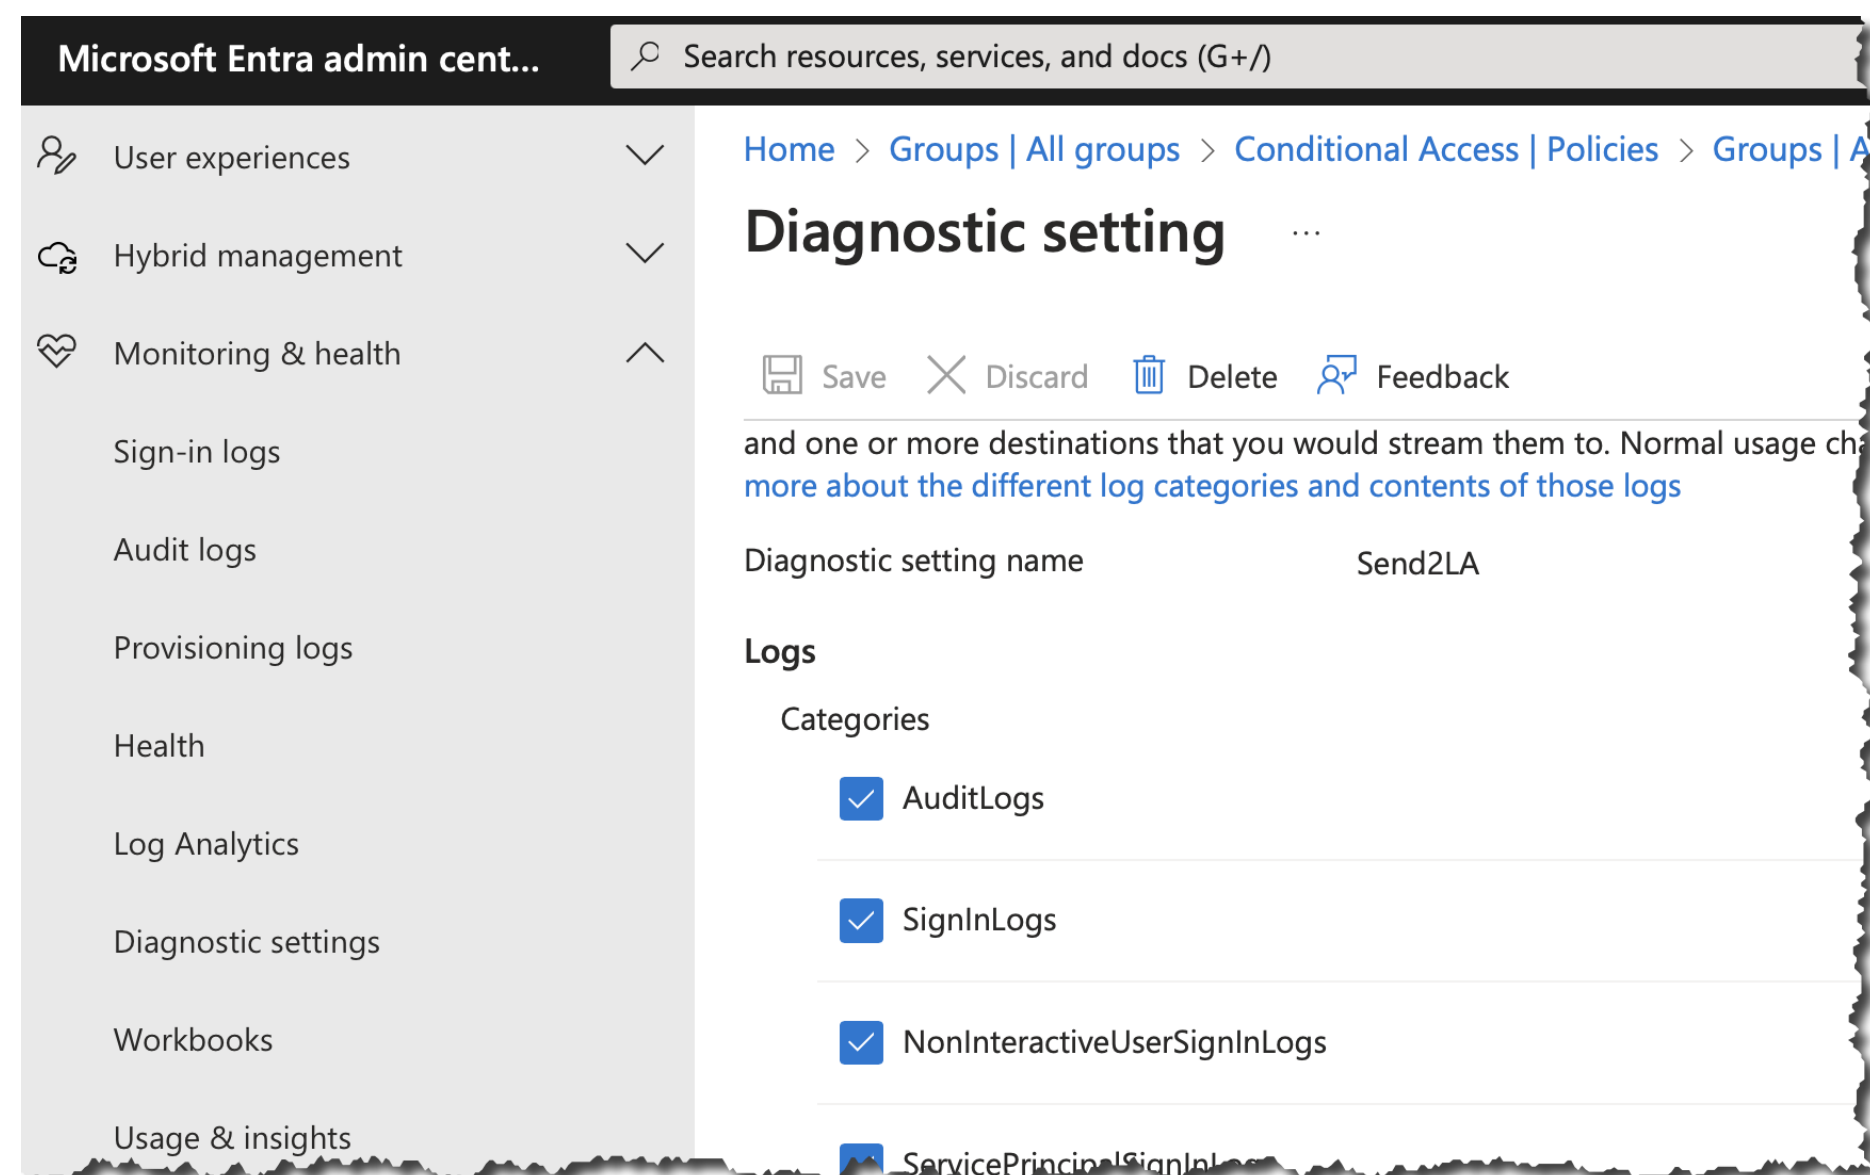 Microsoft Entra admin cent...
Search resources, services, and docs (G+/)
User experiences
Hybrid management
Monitoring & health
Sign-in logs
Audit logs
Provisioning logs
Health
Log Analytics
Diagnostic settings
Workbooks
Usage & insights
Home > Groups | All groups > Conditional Access | Policies > Groups | A
Diagnostic setting ...
Save Discard Delete Feedback
and one or more destinations that you would stream them to. Normal usage cha
more about the different log categories and contents of those logs
Diagnostic setting name Send2LA
Logs
Categories
AuditLogs
SignInLogs
NonInteractiveUserSignInLogs
ServicePrincipalSignInLogs